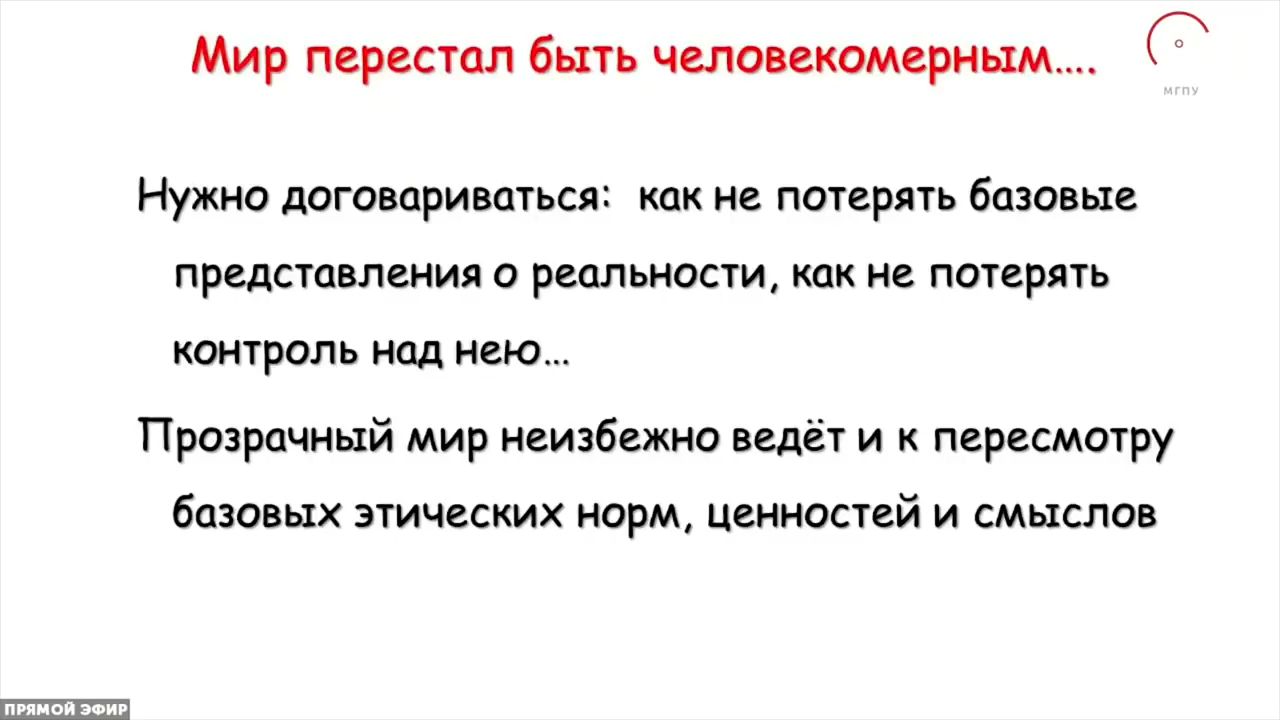 Мир перестал быть человекомерным….
МГПУ
Нужно договариваться: как не потерять базовые
представления о реальности, как не потерять
контроль над нею…
Прозрачный мир неизбежно ведёт и к пересмотру
базовых этических норм, ценностей и смыслов
ПРЯМОЙ ЭФИР